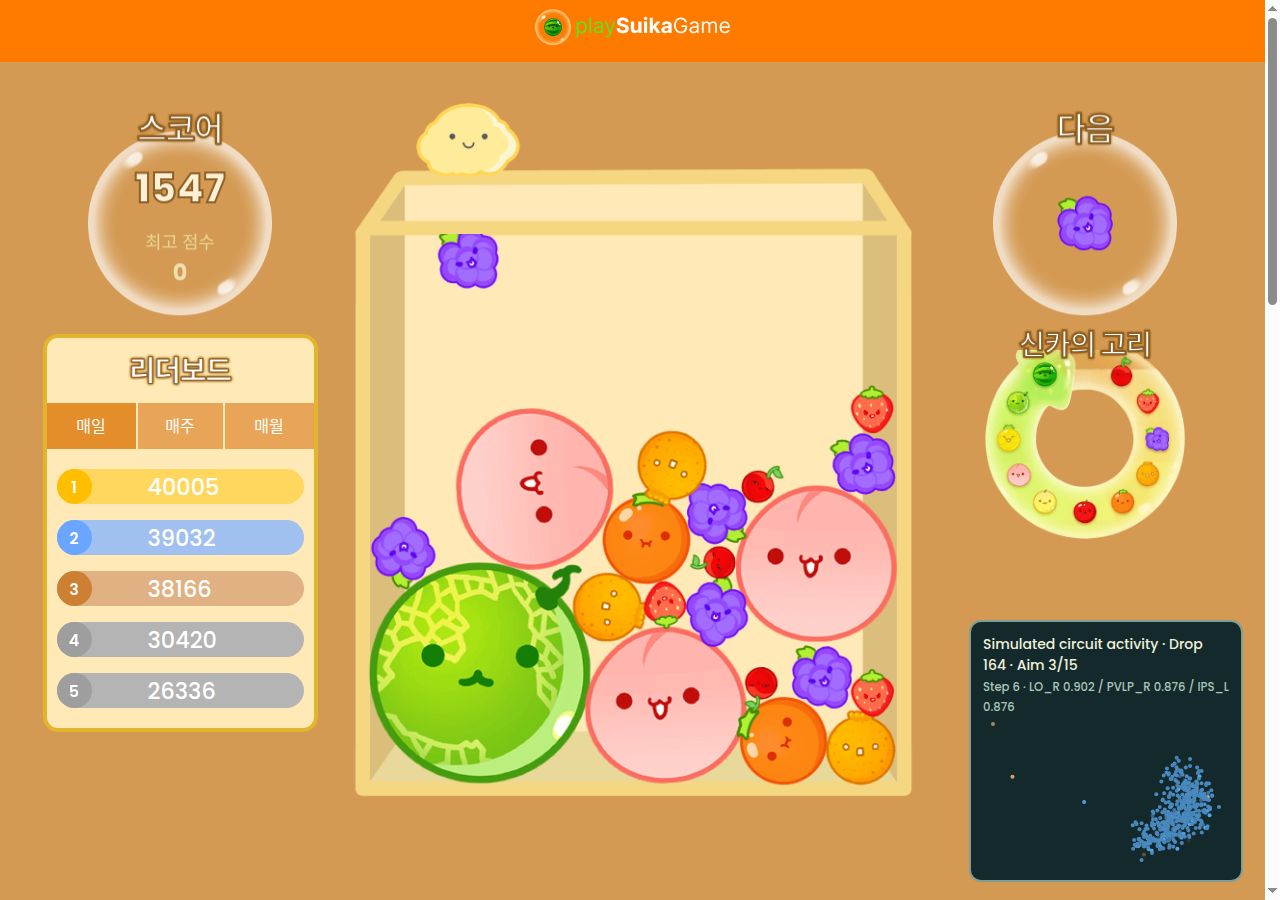 playSuikaGame
스코어
1547
최고 점수
0
다음
리더보드
매일 매주 매월
1 40005
2 39032
3 38166
4 30420
5 26336
신카의 고리
Simulated circuit activity · Drop
164 · Aim 3/15
Step 6 · LO_R 0.902 / PVLP_R 0.876 / IPS_L
0.876